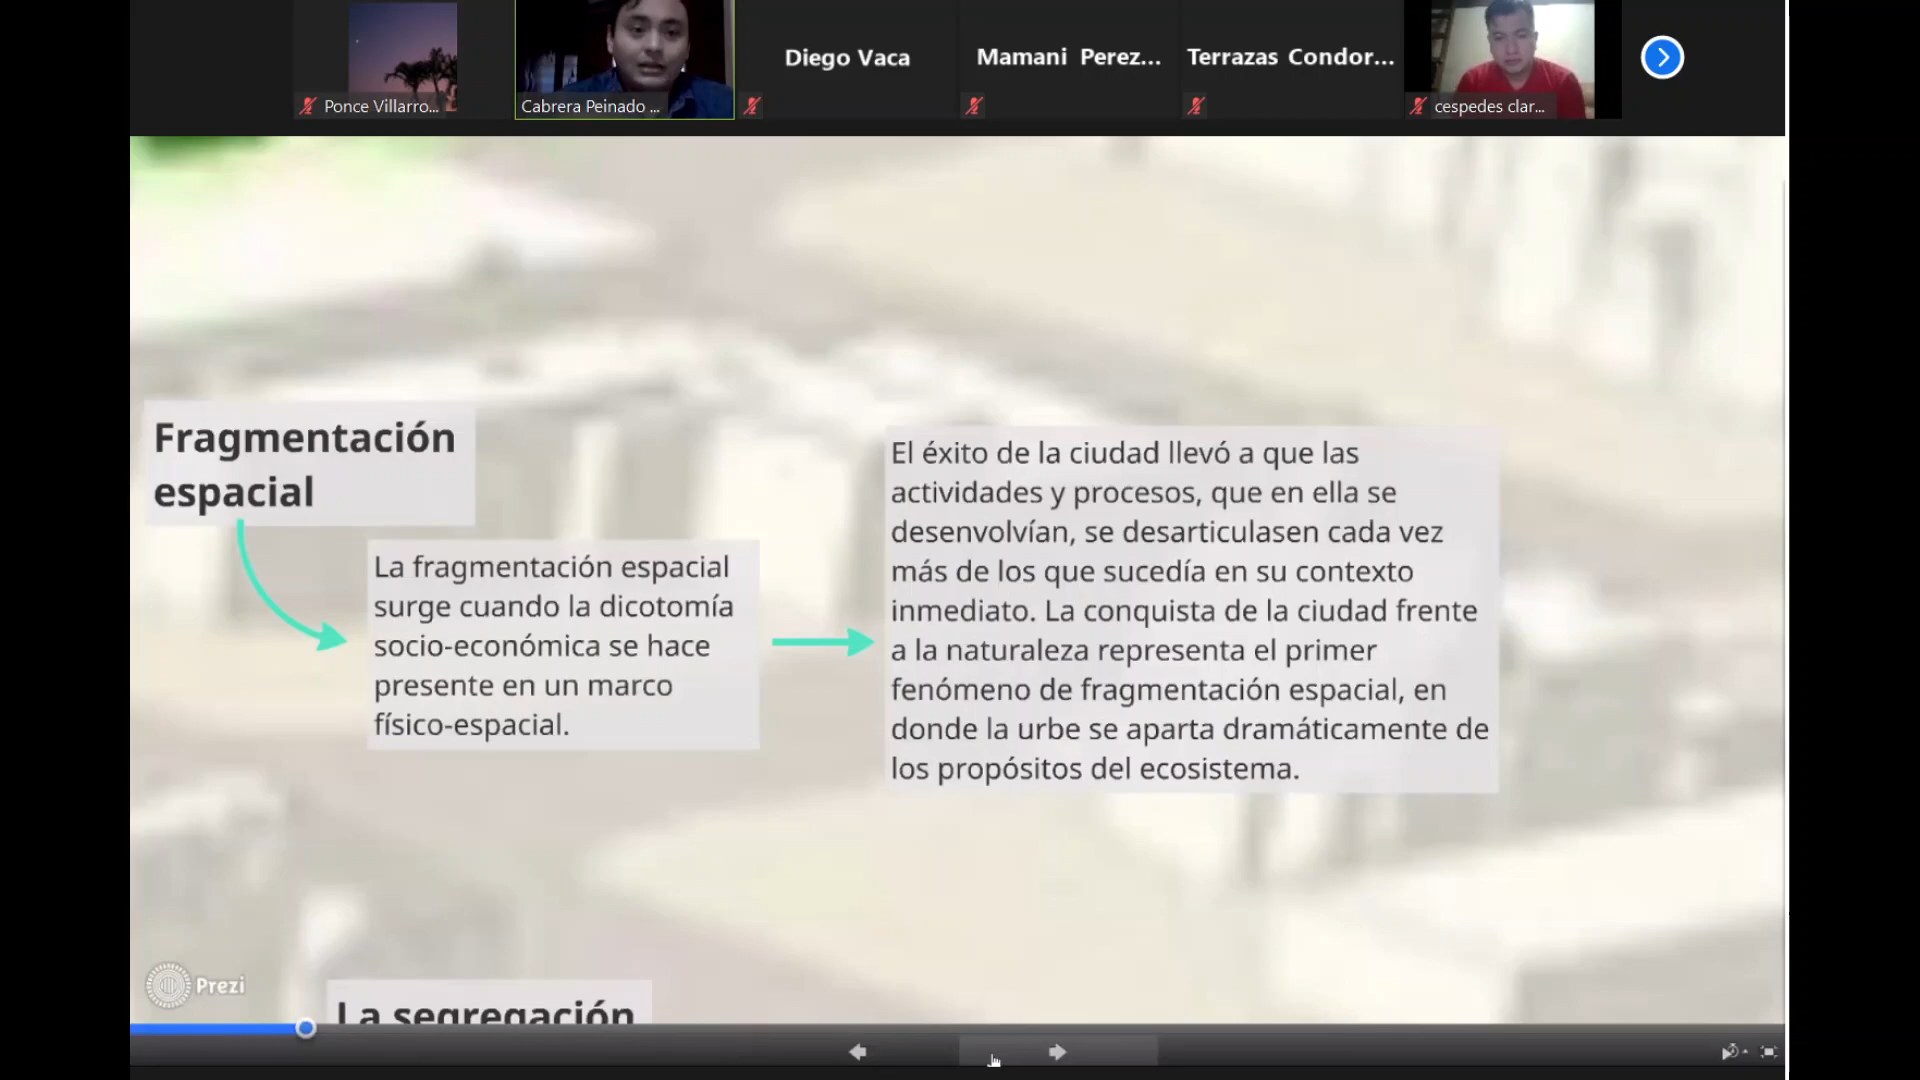 Ponce Villarro...
Cabrera Peinado ...
Diego Vaca
Mamani Perez...
Terrazas Condor...
cespedes clar...
Fragmentación
espacial
La fragmentación espacial
surge cuando la dicotomía
socio-económica se hace
presente en un marco
físico-espacial.
El éxito de la ciudad llevó a que las
actividades y procesos, que en ella se
desenvolvían, se desarticulasen cada vez
más de los que sucedía en su contexto
inmediato. La conquista de la ciudad frente
a la naturaleza representa el primer
fenómeno de fragmentación espacial, en
donde la urbe se aparta dramáticamente de
los propósitos del ecosistema.
Prezi
La segregación